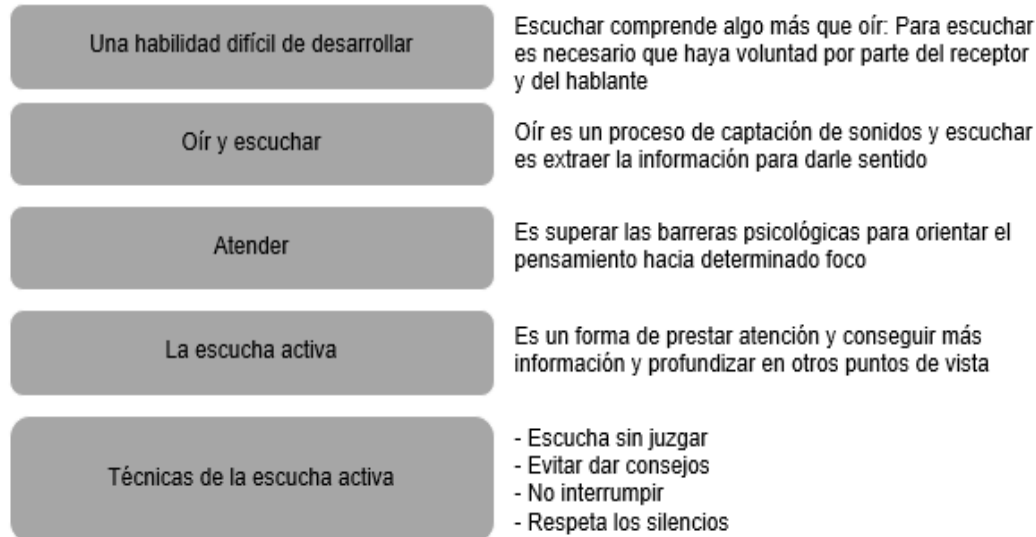 Una habilidad difícil de desarrollar
Escuchar comprende algo más que oír: Para escuchar
es necesario que haya voluntad por parte del receptor
y del hablante
Oír y escuchar
Oír es un proceso de captación de sonidos y escuchar
es extraer la información para darle sentido
Atender
Es superar las barreras psicológicas para orientar el
pensamiento hacia determinado foco
La escucha activa
Es un forma de prestar atención y conseguir más
información y profundizar en otros puntos de vista
Técnicas de la escucha activa
- Escucha sin juzgar
- Evitar dar consejos
- No interrumpir
- Respeta los silencios